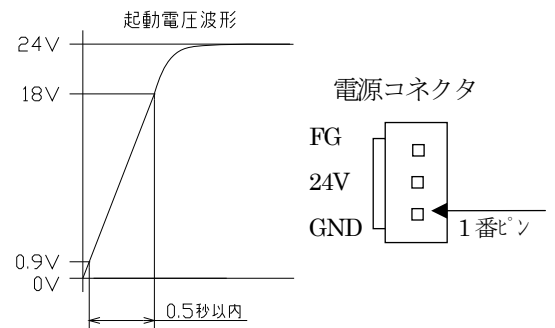 起動電圧波形
24V
18V
0.9V
0V
0.5秒以内
電源コネクタ
FG
24V
GND
1番ピン